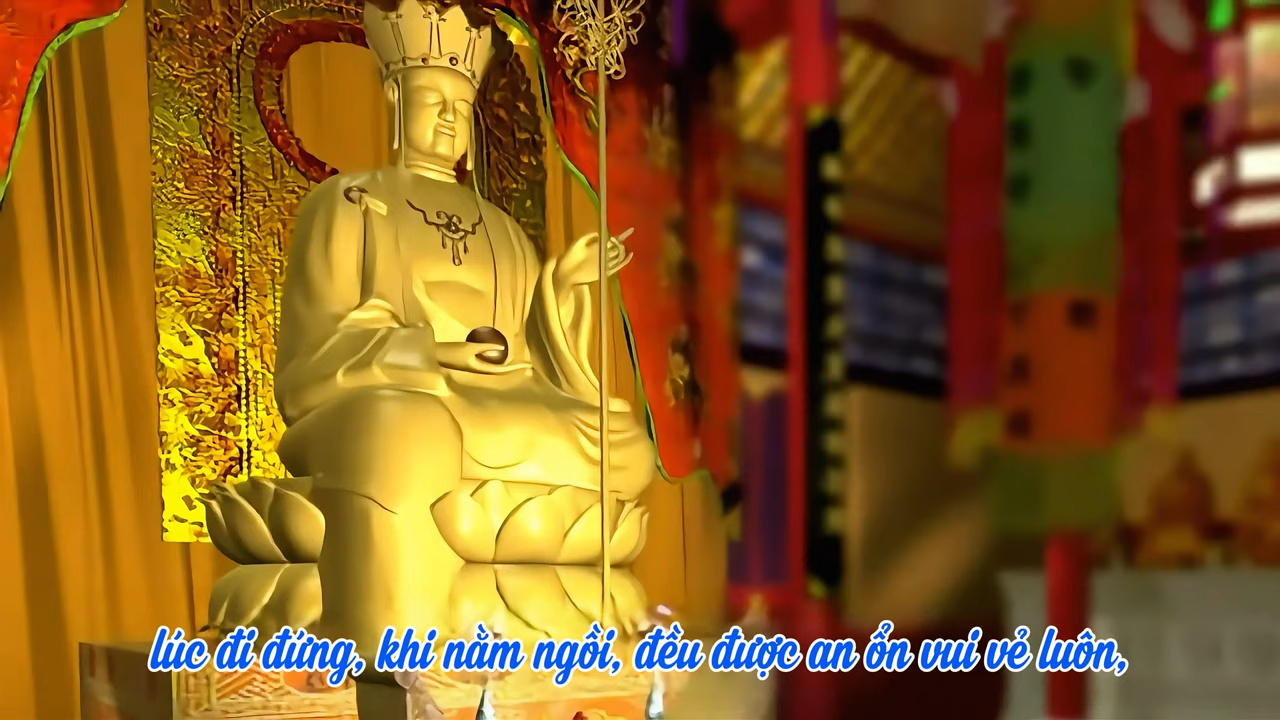 lúc đi đứng, khi nằm ngồi, đều được an ổn vui vẻ luôn,